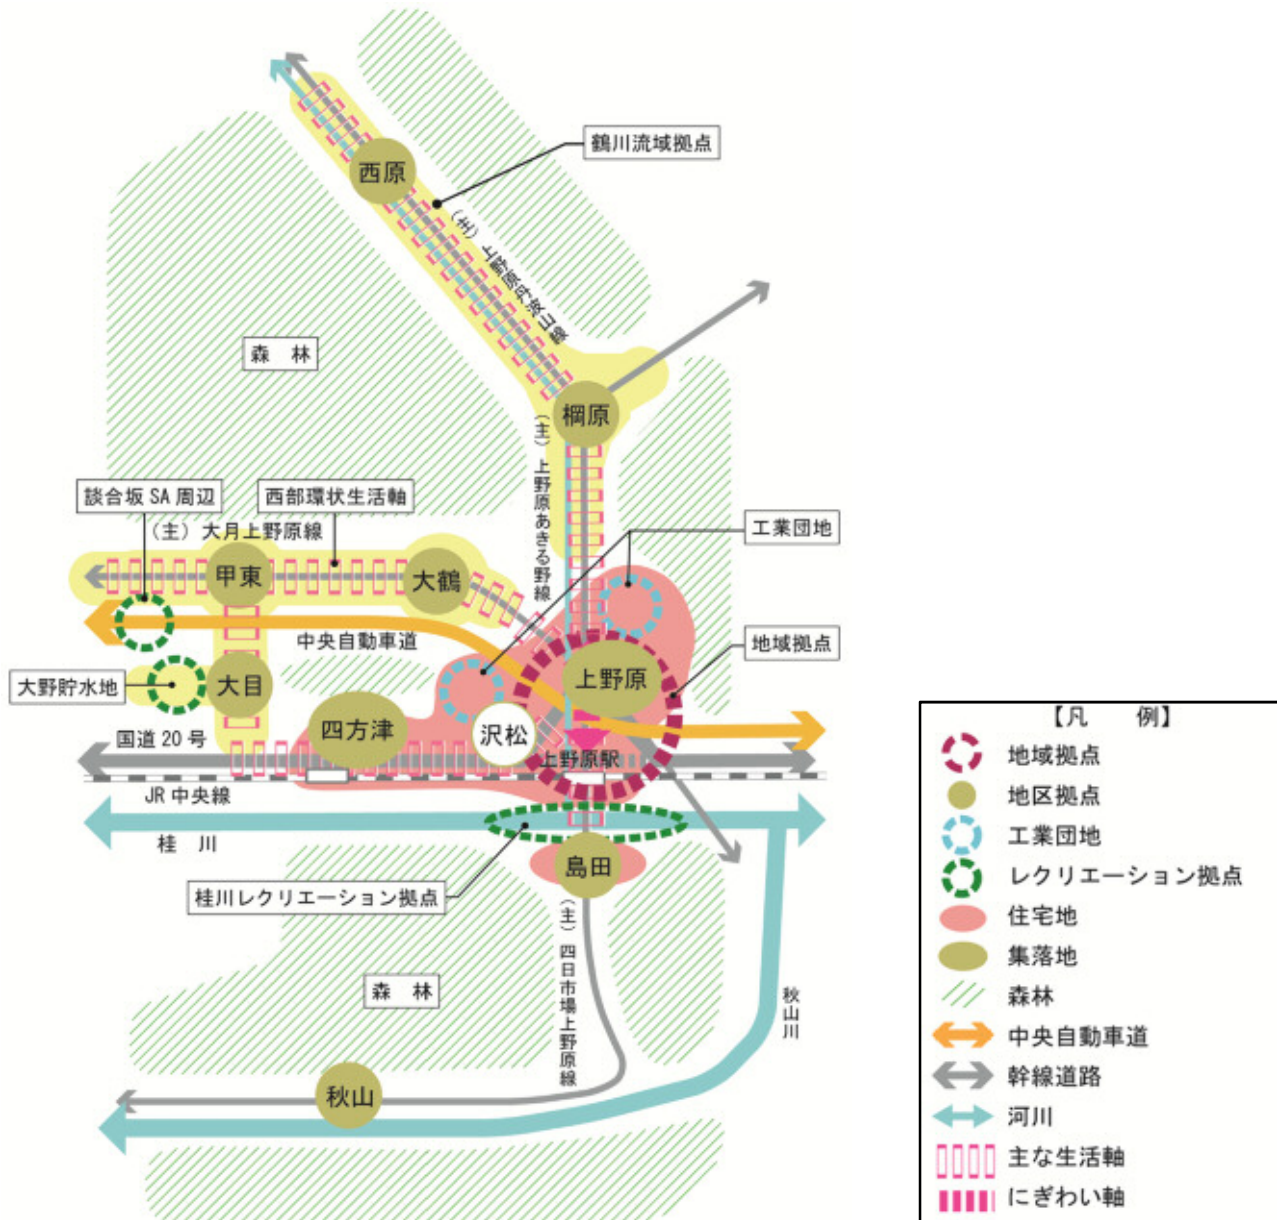 鶴川流域拠点
西原
（主）上野原丹波山線
森　林
棡原
（主）上野原あきる野線
談合坂 SA 周辺
西部環状生活軸
工業団地
（主）大月上野原線
甲東
大鶴
中央自動車道
地域拠点
大野貯水地
大目
上野原
四方津
沢松
国道 20 号
上野原駅
JR 中央線
桂　川
島田
桂川レクリエーション拠点
（主）四日市場上野原線
森　林
秋山川
秋山
【凡　例】
地域拠点
地区拠点
工業団地
レクリエーション拠点
住宅地
集落地
森林
中央自動車道
幹線道路
河川
主な生活軸
にぎわい軸